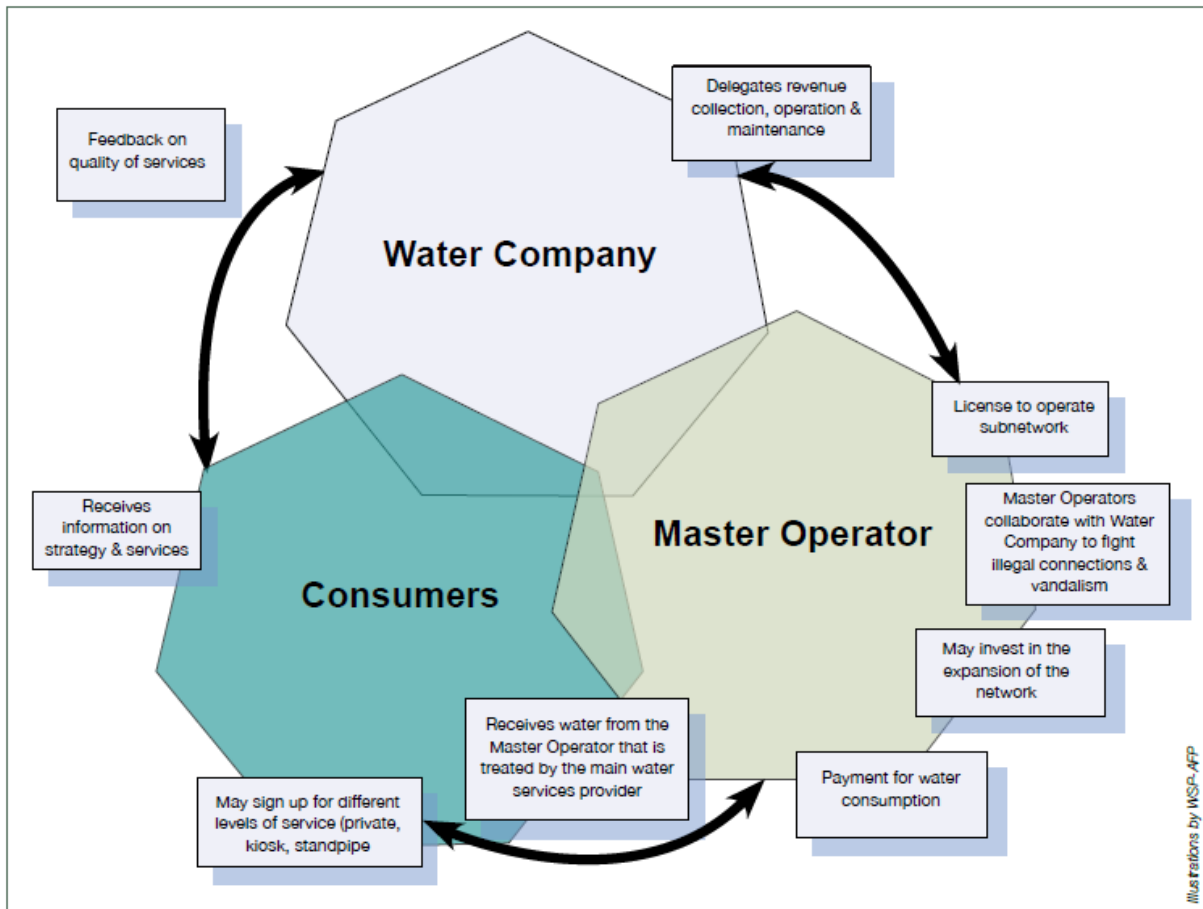 Delegates revenue
collection, operation &
maintenance
Feedback on
quality of services
Water Company
License to operate
subnetwork
Receives
information on
strategy & services
Master Operators
collaborate with Water
Company to fight
illegal connections &
vandalism
Master Operator
Consumers
May invest in the
expansion of the
network
Receives water from the
Master Operator that is
treated by the main water
services provider
Payment for water
consumption
May sign up for different
levels of service (private,
kiosk, standpipe
Illustrations by WSP-AFP